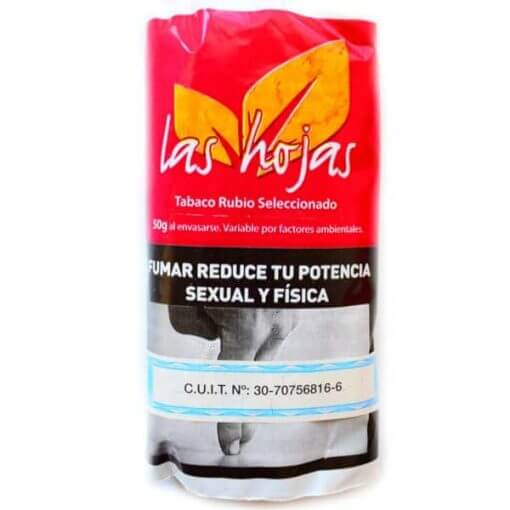 las hojas
Tabaco Rubio Seleccionado
50g al envasarse. Variable por factores ambientales.
FUMAR REDUCE TU POTENCIA
SEXUAL Y FÍSICA
C.U.I.T. Nº: 30-70756816-6